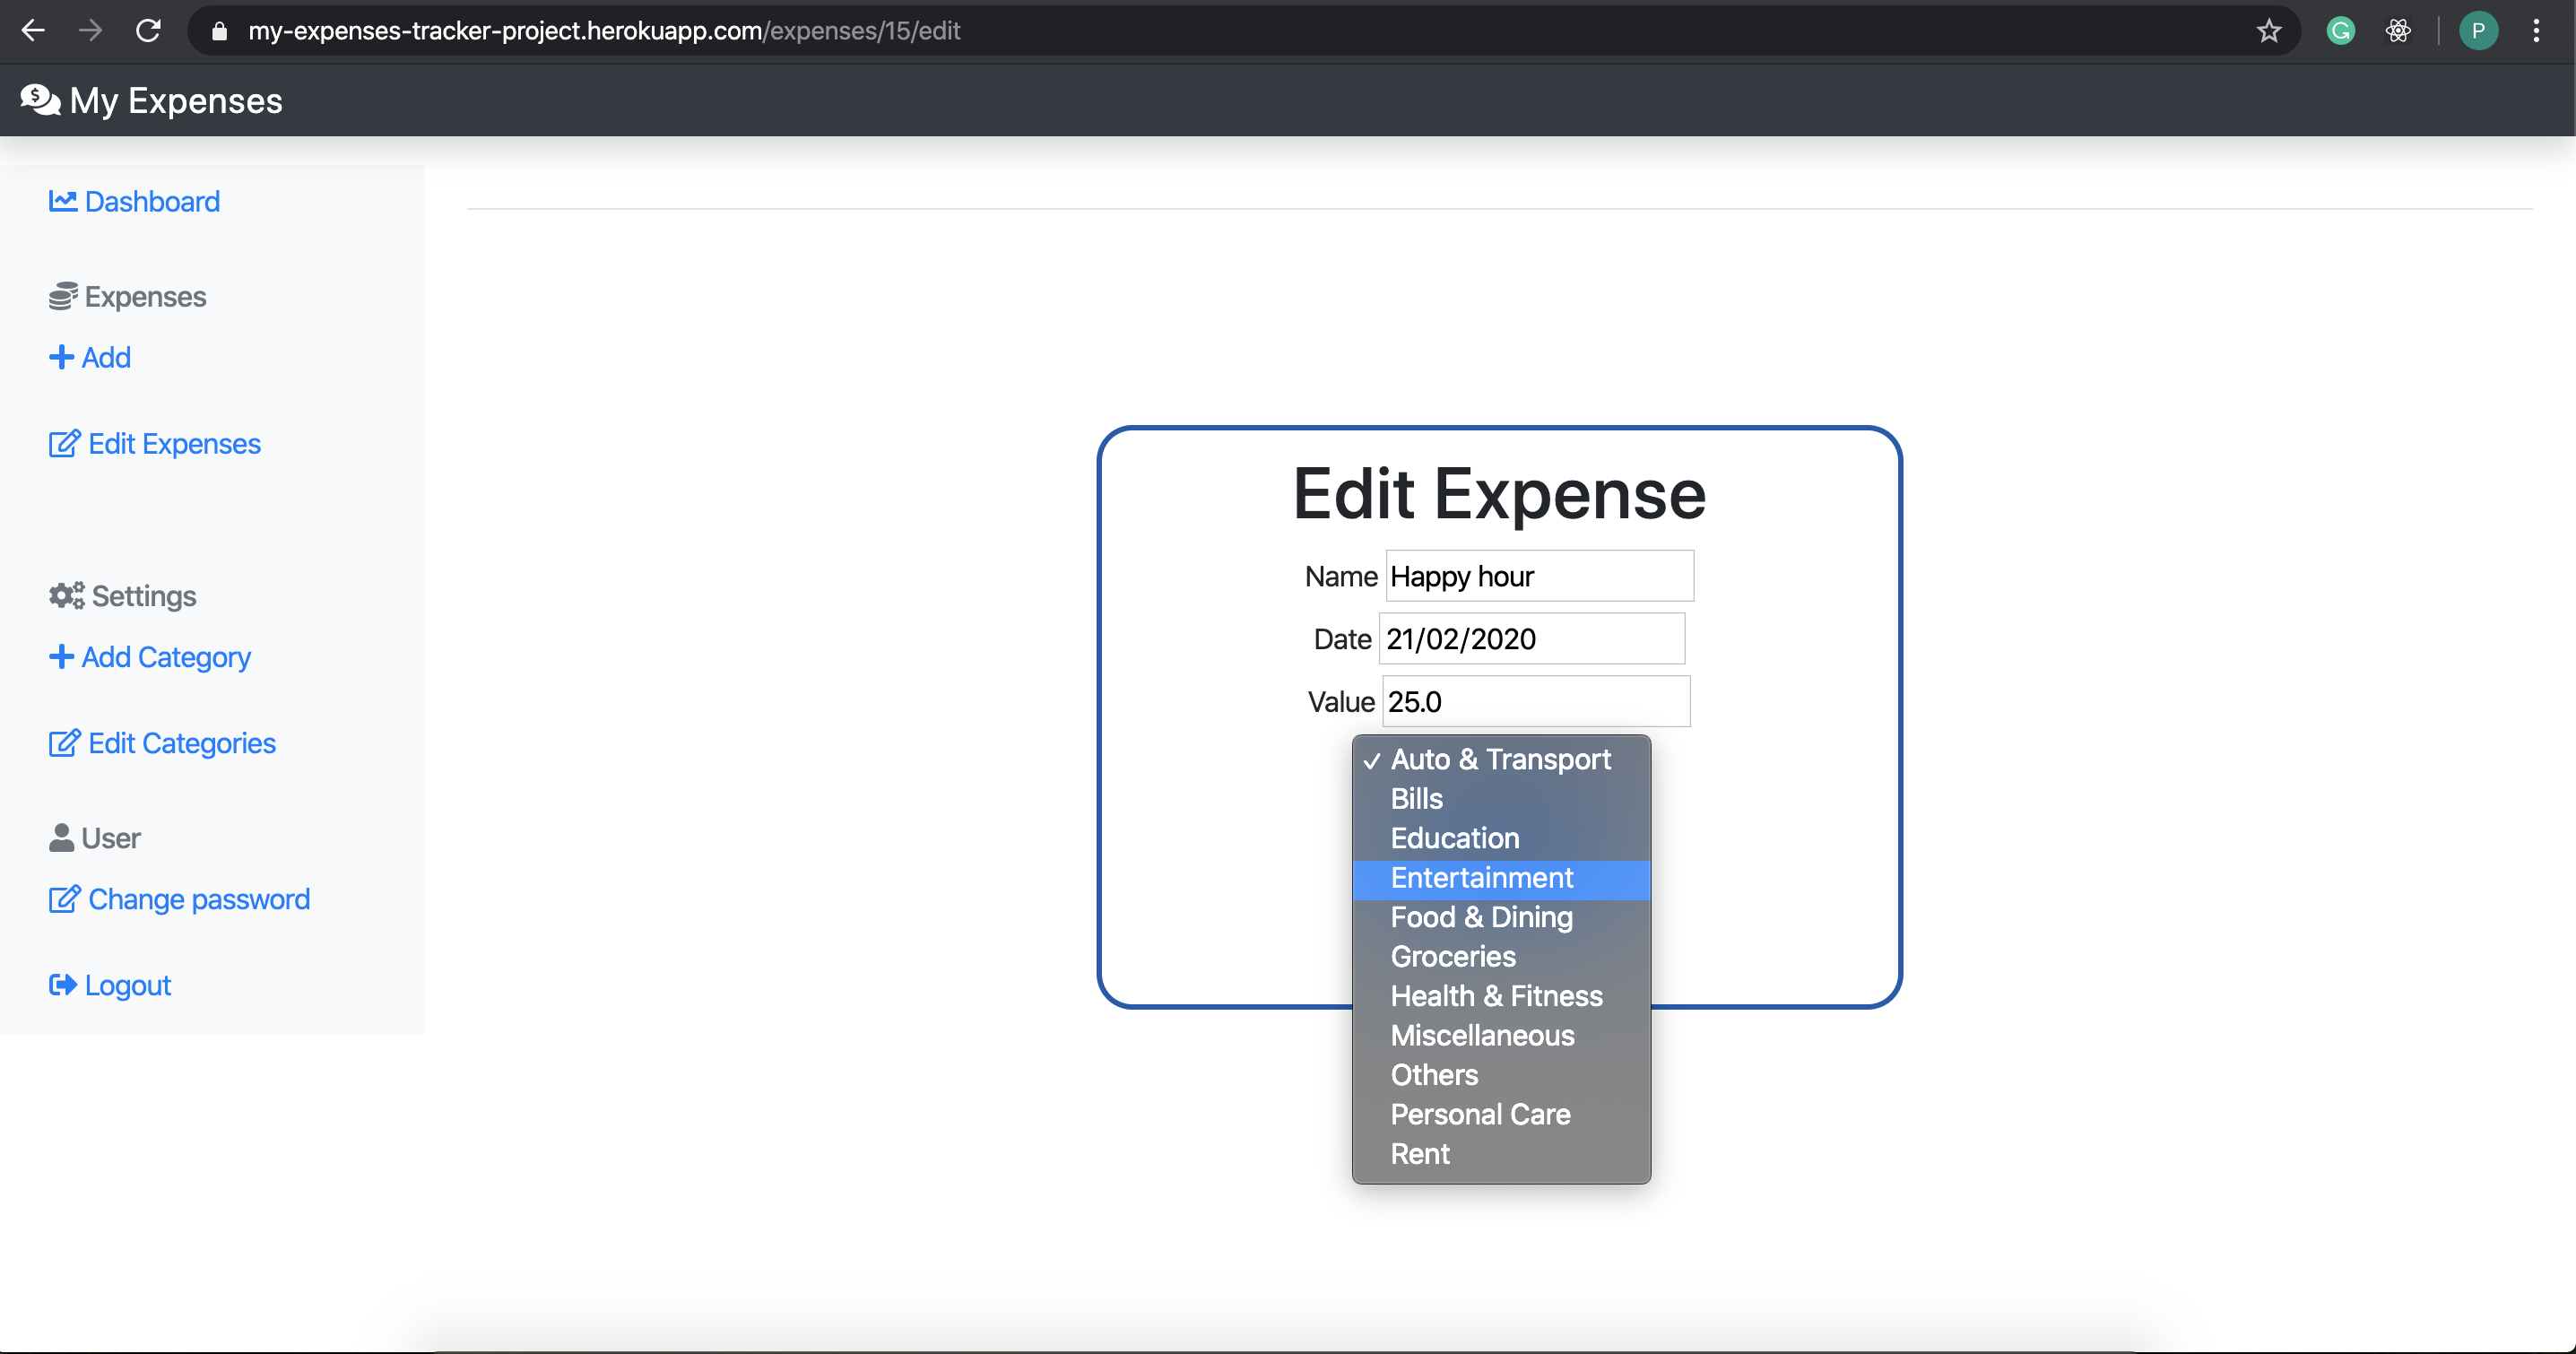 my-expenses-tracker-project.herokuapp.com/expenses/15/edit
P
My Expenses
Dashboard
Expenses
Add
Edit Expenses
Settings
Add Category
Edit Categories
User
Change password
Logout
Edit Expense
Name Happy hour
Date 21/02/2020
Value 25.0
✓ Auto & Transport
Bills
Education
Entertainment
Food & Dining
Groceries
Health & Fitness
Miscellaneous
Others
Personal Care
Rent